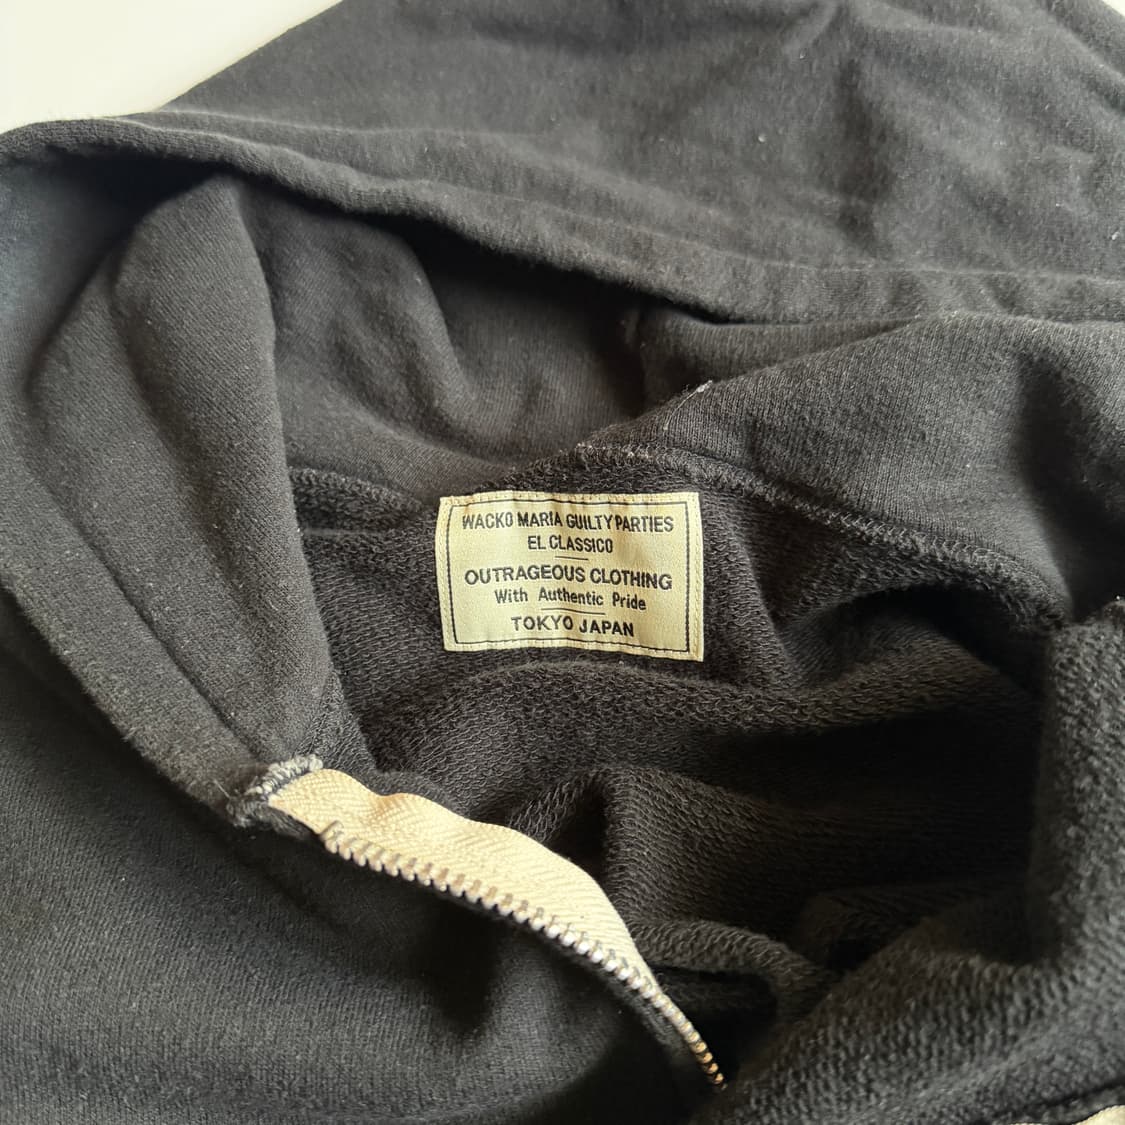 WACKO MARIA GUILTY PARTIES
EL CLASSICO
OUTRAGEOUS CLOTHING
With Authentic Pride
TOKYO JAPAN